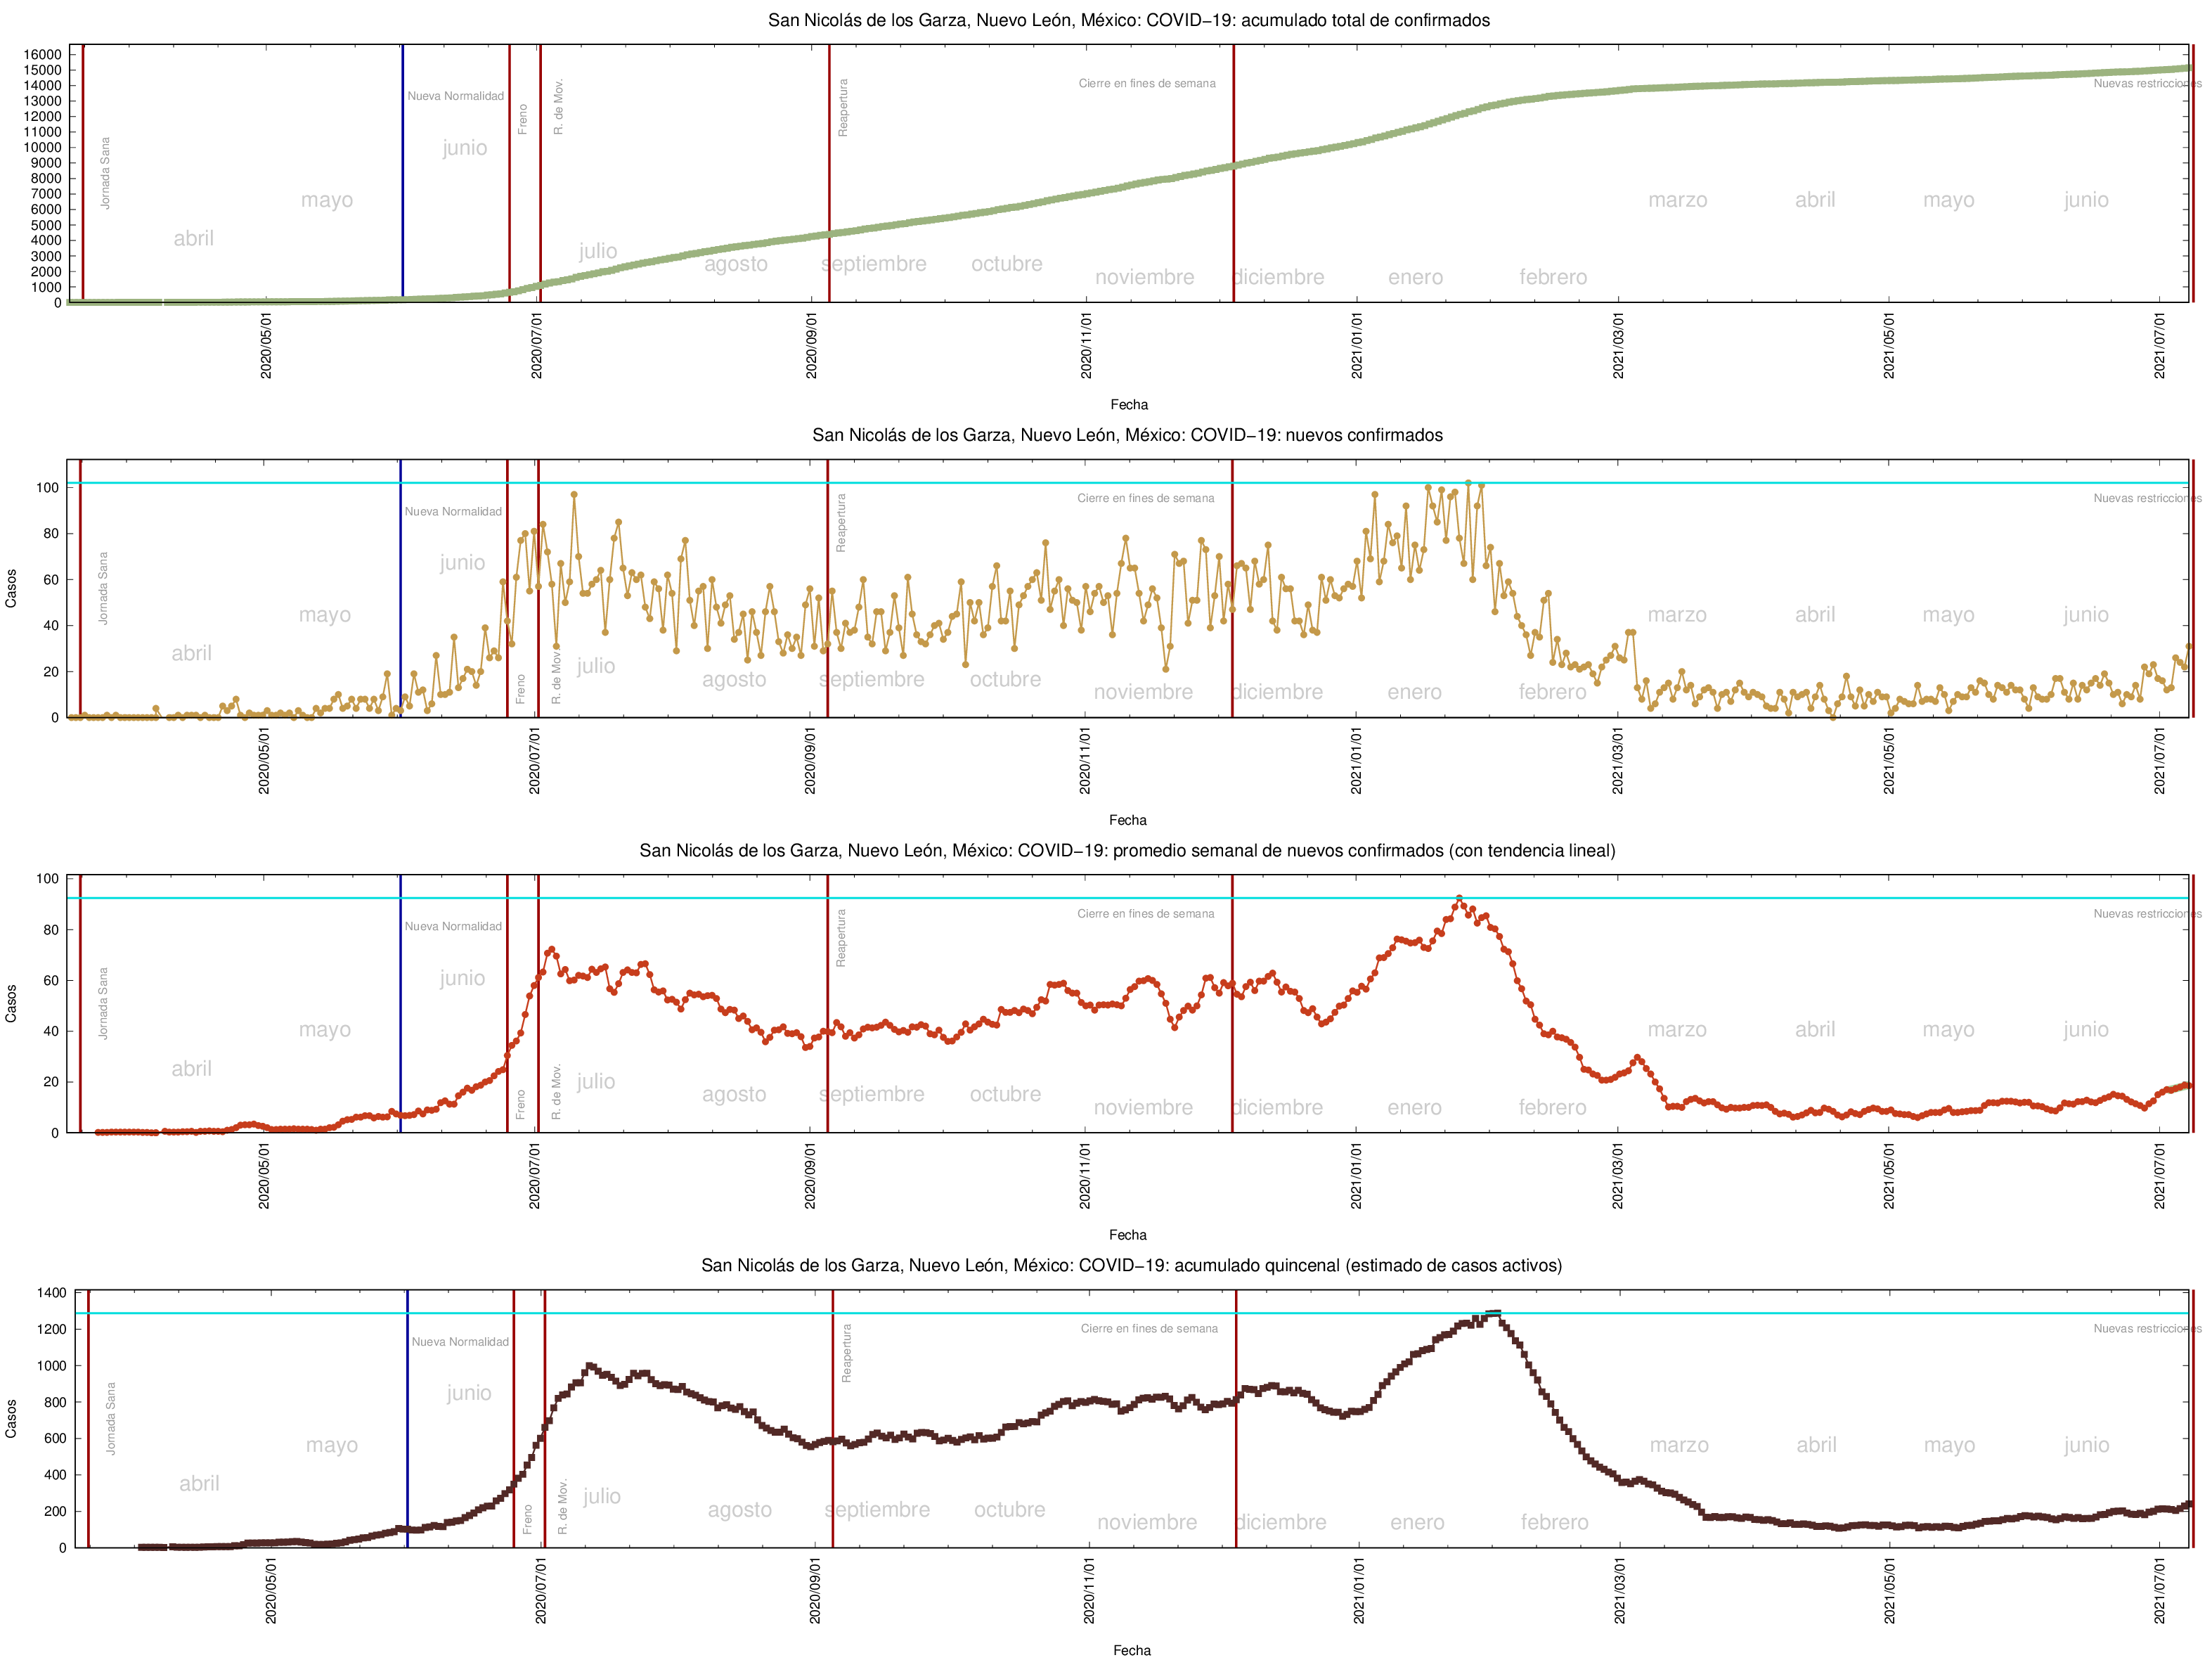 San Nicolás de los Garza, Nuevo León, México: COVID−19: acumulado total de confirmados
16000
15000
14000
13000
12000
11000
10000
9000
8000
7000
6000
5000
4000
3000
2000
1000
0
Jornada Sana
abril
mayo
Nueva Normalidad
junio
Freno
R. de Mov.
julio
agosto
Reapertura
septiembre
octubre
Cierre en fines de semana
noviembre
diciembre
enero
febrero
marzo
abril
mayo
junio
Nuevas restricciones
2020/05/01
2020/07/01
2020/09/01
2020/11/01
2021/01/01
2021/03/01
2021/05/01
2021/07/01
Fecha
San Nicolás de los Garza, Nuevo León, México: COVID−19: nuevos confirmados
Casos
100
80
60
40
20
0
Jornada Sana
abril
mayo
Nueva Normalidad
junio
Freno
R. de Mov.
julio
agosto
Reapertura
septiembre
octubre
Cierre en fines de semana
noviembre
diciembre
enero
febrero
marzo
abril
mayo
junio
Nuevas restricciones
2020/05/01
2020/07/01
2020/09/01
2020/11/01
2021/01/01
2021/03/01
2021/05/01
2021/07/01
Fecha
San Nicolás de los Garza, Nuevo León, México: COVID−19: promedio semanal de nuevos confirmados (con tendencia lineal)
Casos
100
80
60
40
20
0
Jornada Sana
abril
mayo
Nueva Normalidad
junio
Freno
R. de Mov.
julio
agosto
Reapertura
septiembre
octubre
Cierre en fines de semana
noviembre
diciembre
enero
febrero
marzo
abril
mayo
junio
Nuevas restricciones
2020/05/01
2020/07/01
2020/09/01
2020/11/01
2021/01/01
2021/03/01
2021/05/01
2021/07/01
Fecha
San Nicolás de los Garza, Nuevo León, México: COVID−19: acumulado quincenal (estimado de casos activos)
Casos
1400
1200
1000
800
600
400
200
0
Jornada Sana
abril
mayo
Nueva Normalidad
junio
Freno
R. de Mov.
julio
agosto
Reapertura
septiembre
octubre
Cierre en fines de semana
noviembre
diciembre
enero
febrero
marzo
abril
mayo
junio
Nuevas restricciones
2020/05/01
2020/07/01
2020/09/01
2020/11/01
2021/01/01
2021/03/01
2021/05/01
2021/07/01
Fecha